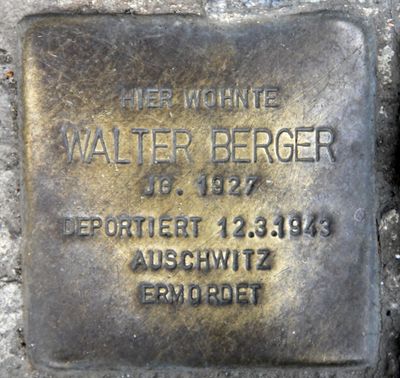 HIER WOHNTE
WALTER BERGER
JG. 1927
DEPORTIERT 12.3.1943
AUSCHWITZ
ERMORDET